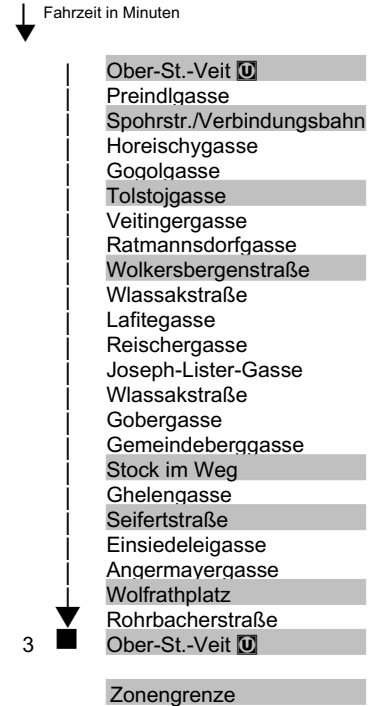 Fahrzeit in Minuten
Ober-St.-Veit U
Preindlgasse
Spohrstr./Verbindungsbahn
Horeischygasse
Gogolgasse
Tolstojgasse
Veitingergasse
Ratmannsdorfgasse
Wolkersbergenstraße
Wlassakstraße
Lafitegasse
Reischergasse
Joseph-Lister-Gasse
Wlassakstraße
Gobergasse
Gemeindeberggasse
Stock im Weg
Ghelengasse
Seifertstraße
Einsiedeleigasse
Angermayergasse
Wolfrathplatz
Rohrbacherstraße
3 Ober-St.-Veit U
Zonengrenze